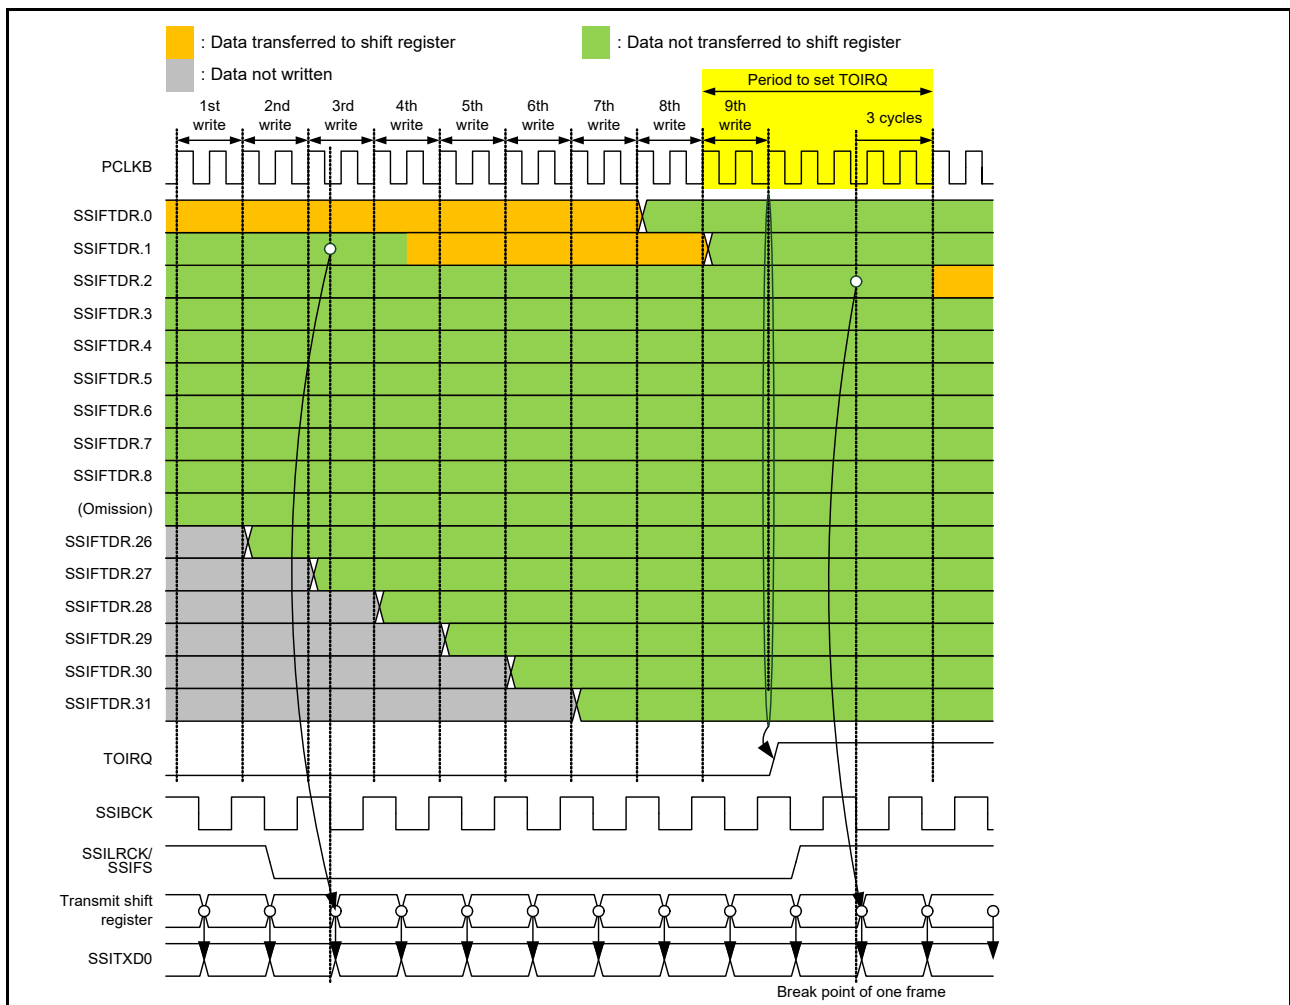 : Data transferred to shift register
: Data not transferred to shift register
: Data not written
Period to set TOIRQ
1st
write
2nd
write
3rd
write
4th
write
5th
write
6th
write
7th
write
8th
write
9th
write
3 cycles
PCLKB
SSIFTDR.0
SSIFTDR.1
SSIFTDR.2
SSIFTDR.3
SSIFTDR.4
SSIFTDR.5
SSIFTDR.6
SSIFTDR.7
SSIFTDR.8
(Omission)
SSIFTDR.26
SSIFTDR.27
SSIFTDR.28
SSIFTDR.29
SSIFTDR.30
SSIFTDR.31
TOIRQ
SSIBCK
SSILRCK/
SSIFS
Transmit shift
register
SSITXD0
Break point of one frame